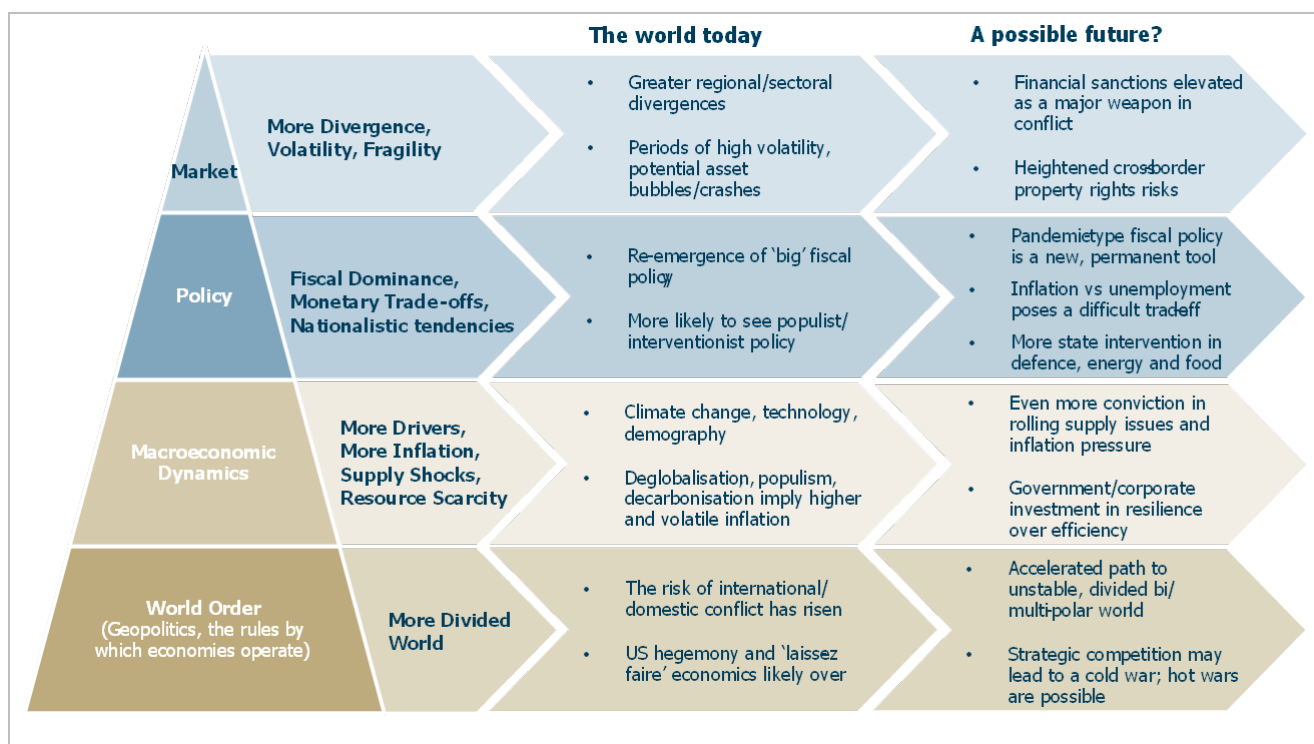 The world today
A possible future?
Market
More Divergence,
Volatility, Fragility
• Greater regional/sectoral
divergences
• Periods of high volatility,
potential asset
bubbles/crashes
• Financial sanctions elevated
as a major weapon in
conflict
• Heightened cross-border
property rights risks
Policy
Fiscal Dominance,
Monetary Trade-offs,
Nationalistic tendencies
• Re-emergence of ‘big’ fiscal
policy
• More likely to see populist/
interventionist policy
• Pandemic-type fiscal policy
is a new, permanent tool
• Inflation vs unemployment
poses a difficult trade-off
• More state intervention in
defence, energy and food
Macroeconomic
Dynamics
More Drivers,
More Inflation,
Supply Shocks,
Resource Scarcity
• Climate change, technology,
demography
• Deglobalisation, populism,
decarbonisation imply higher
and volatile inflation
• Even more conviction in
rolling supply issues and
inflation pressure
• Government/corporate
investment in resilience
over efficiency
World Order
(Geopolitics, the rules by
which economies operate)
More Divided
World
• The risk of international/
domestic conflict has risen
• US hegemony and ‘laissez
faire’ economics likely over
• Accelerated path to
unstable, divided bi/
multi-polar world
• Strategic competition may
lead to a cold war; hot wars
are possible